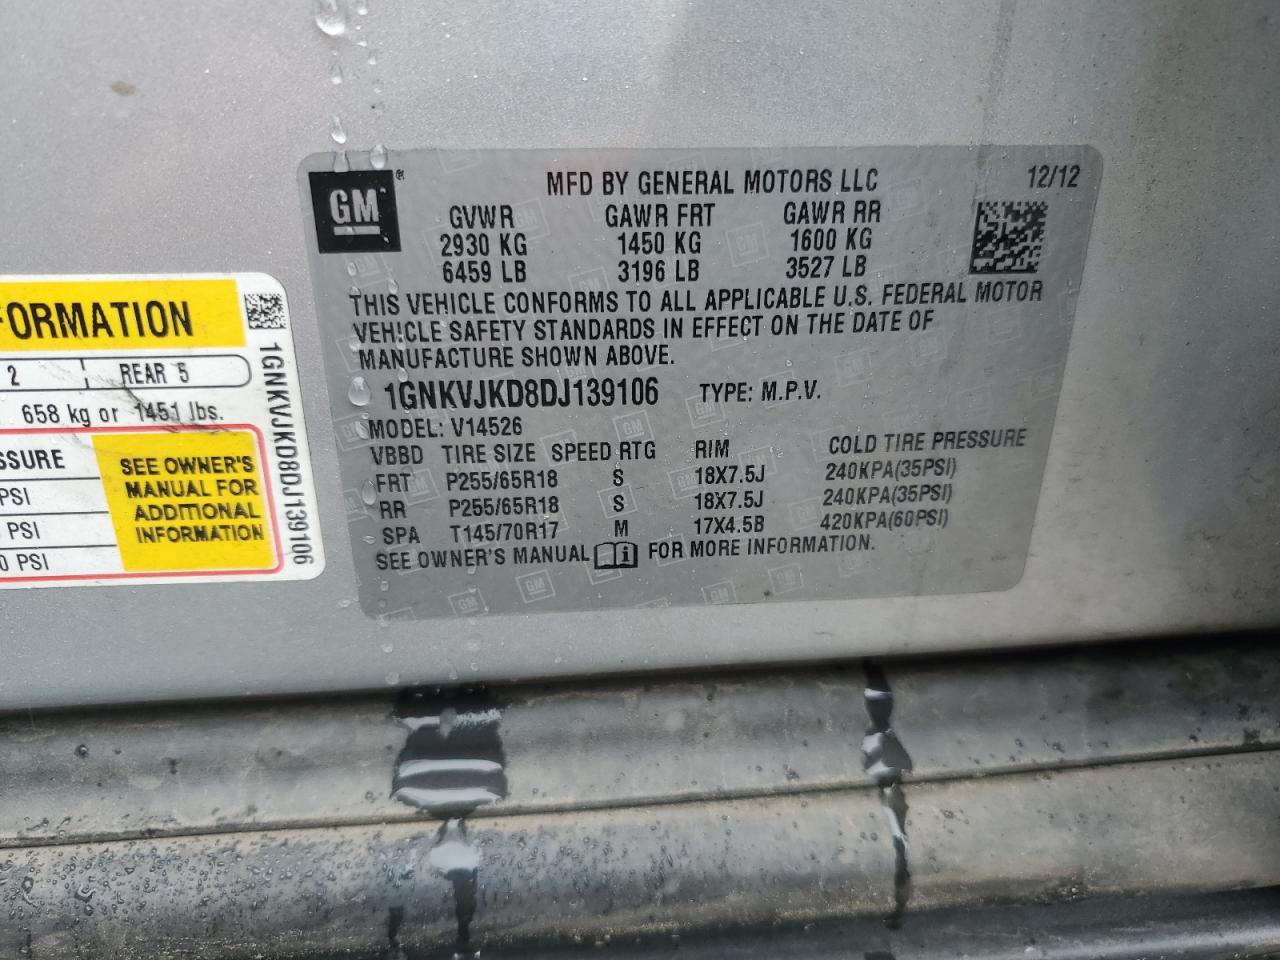 GM ®
MFD BY GENERAL MOTORS LLC 12/12
GVWR GAWR FRT GAWR RR
2930 KG 1450 KG 1600 KG
6459 LB 3196 LB 3527 LB
THIS VEHICLE CONFORMS TO ALL APPLICABLE U.S. FEDERAL MOTOR
VEHICLE SAFETY STANDARDS IN EFFECT ON THE DATE OF
MANUFACTURE SHOWN ABOVE.
1GNKVJKD8DJ139106 TYPE: M.P.V.
MODEL: V14526
VBBD TIRE SIZE SPEED RTG RIM COLD TIRE PRESSURE
FRT P255/65R18 S 18X7.5J 240KPA(35PSI)
RR P255/65R18 S 18X7.5J 240KPA(35PSI)
SPA T145/70R17 M 17X4.5B 420KPA(60PSI)
SEE OWNER'S MANUAL FOR MORE INFORMATION.
FORMATION
2 REAR 5
658 kg or 1451 lbs.
SSURE
PSI
PSI
0 PSI
SEE OWNER'S
MANUAL FOR
ADDITIONAL
INFORMATION
1GNKVJKD8DJ139106